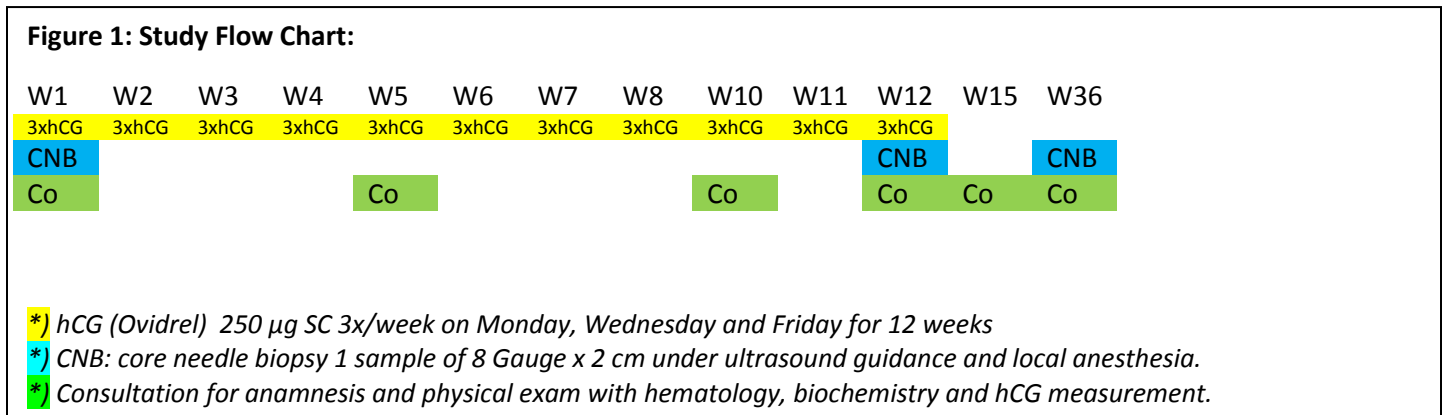 Figure 1: Study Flow Chart:
W1 W2 W3 W4 W5 W6 W7 W8 W10 W11 W12 W15 W36
3xhCG 3xhCG 3xhCG 3xhCG 3xhCG 3xhCG 3xhCG 3xhCG 3xhCG 3xhCG 3xhCG
CNB CNB CNB
Co Co Co Co Co Co
*) hCG (Ovidrel) 250 µg SC 3x/week on Monday, Wednesday and Friday for 12 weeks
*) CNB: core needle biopsy 1 sample of 8 Gauge x 2 cm under ultrasound guidance and local anesthesia.
*) Consultation for anamnesis and physical exam with hematology, biochemistry and hCG measurement.